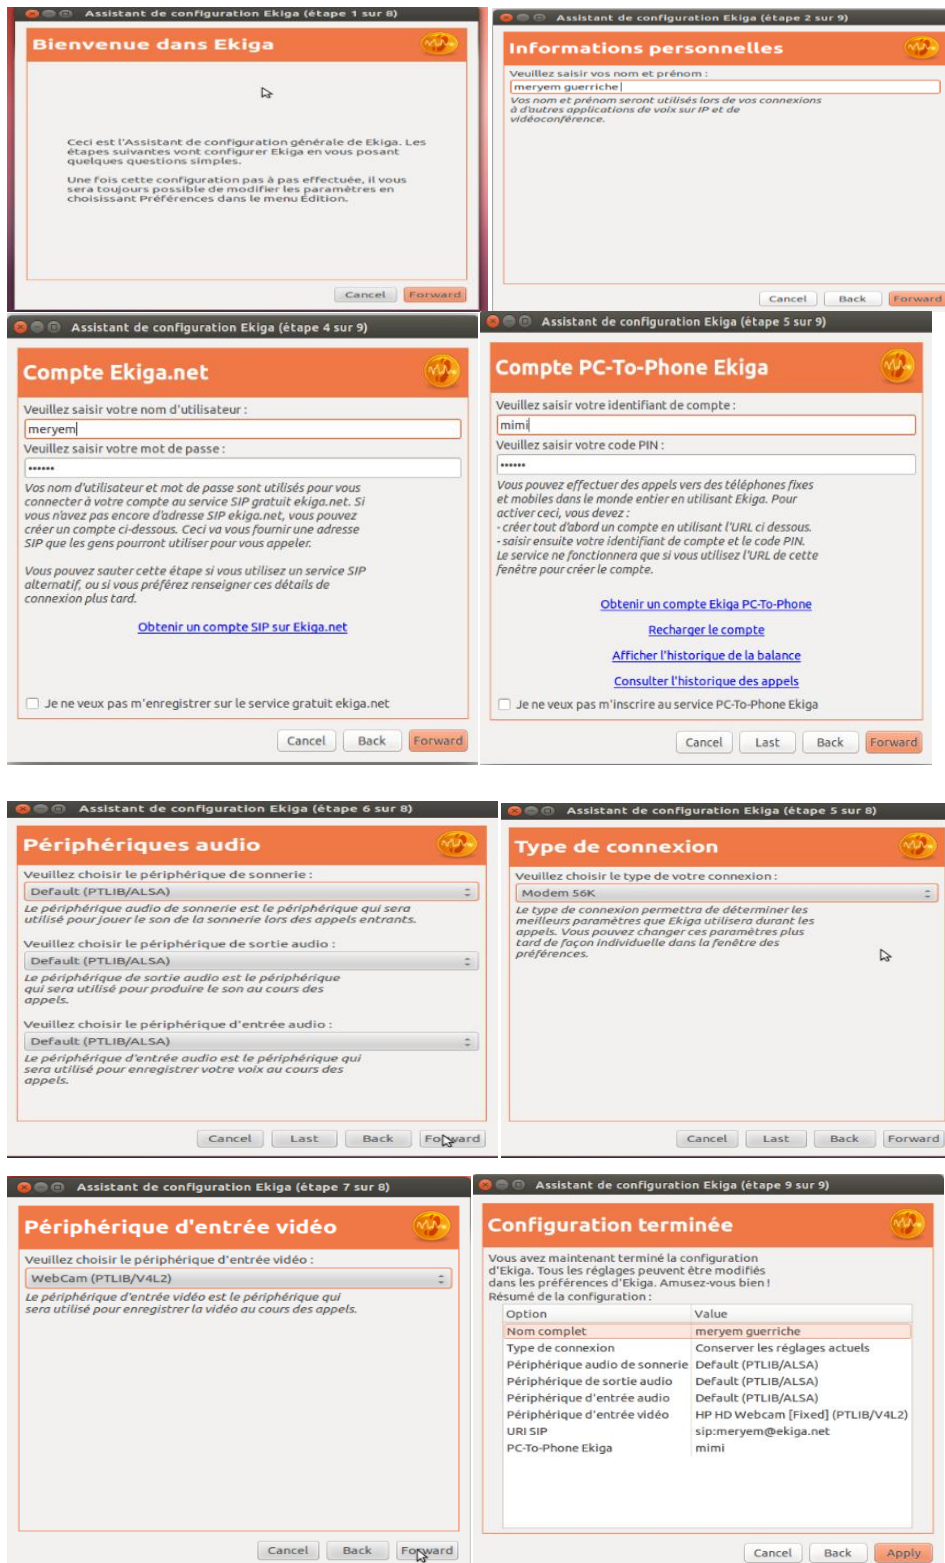 Assistant de configuration Ekiga (étape 1 sur 8)
Bienvenue dans Ekiga
Ceci est l'Assistant de configuration générale de Ekiga. Les
étapes suivantes vont configurer Ekiga en vous posant
quelques questions simples.
Une fois cette configuration pas à pas effectuée, il vous
sera toujours possible de modifier les paramètres en
choisissant Préférences dans le menu Édition.
Cancel Forward
Assistant de configuration Ekiga (étape 2 sur 9)
Informations personnelles
Veuillez saisir vos nom et prénom :
meryem guerriche
Vos nom et prénom seront utilisés lors de vos connexions
à d'autres applications de voix sur IP et de
vidéoconférence.
Cancel Back Forward
Assistant de configuration Ekiga (étape 4 sur 9)
Compte Ekiga.net
Veuillez saisir votre nom d'utilisateur :
meryem
Veuillez saisir votre mot de passe :
••••••
Vos nom d'utilisateur et mot de passe sont utilisés pour vous
connecter à votre compte au service SIP gratuit ekiga.net. Si
vous n'avez pas encore d'adresse SIP ekiga.net, vous pouvez
créer un compte ci-dessous. Ceci va vous fournir une adresse
SIP que les gens pourront utiliser pour vous appeler.
Vous pouvez sauter cette étape si vous utilisez un service SIP
alternatif, ou si vous préférez renseigner ces détails de
connexion plus tard.
Obtenir un compte SIP sur Ekiga.net
Je ne veux pas m'enregistrer sur le service gratuit ekiga.net
Cancel Back Forward
Assistant de configuration Ekiga (étape 5 sur 9)
Compte PC-To-Phone Ekiga
Veuillez saisir votre identifiant de compte :
mimi
Veuillez saisir votre code PIN :
••••••
Vous pouvez effectuer des appels vers des téléphones fixes
et mobiles dans le monde entier en utilisant Ekiga. Pour
activer ceci, vous devez :
- créer tout d'abord un compte en utilisant l'URL ci dessous.
- saisir ensuite votre identifiant de compte et le code PIN.
Le service ne fonctionnera que si vous utilisez l'URL de cette
fenêtre pour créer le compte.
Obtenir un compte Ekiga PC-To-Phone
Recharger le compte
Afficher l'historique de la balance
Consulter l'historique des appels
Je ne veux pas m'inscrire au service PC-To-Phone Ekiga
Cancel Last Back Forward
Assistant de configuration Ekiga (étape 6 sur 8)
Périphériques audio
Veuillez choisir le périphérique de sonnerie :
Default (PTLIB/ALSA)
Le périphérique audio de sonnerie est le périphérique qui sera
utilisé pour jouer le son de la sonnerie lors des appels entrants.
Veuillez choisir le périphérique de sortie audio :
Default (PTLIB/ALSA)
Le périphérique de sortie audio est le périphérique
qui sera utilisé pour produire le son au cours des
appels.
Veuillez choisir le périphérique d'entrée audio :
Default (PTLIB/ALSA)
Le périphérique d'entrée audio est le périphérique qui
sera utilisé pour enregistrer votre voix au cours des
appels.
Cancel Last Back Forward
Assistant de configuration Ekiga (étape 5 sur 8)
Type de connexion
Veuillez choisir le type de votre connexion :
Modem 56K
Le type de connexion permettra de déterminer les
meilleurs paramètres que Ekiga utilisera durant les
appels. Vous pouvez changer ces paramètres plus
tard de façon individuelle dans la fenêtre des
préférences.
Cancel Last Back Forward
Assistant de configuration Ekiga (étape 7 sur 8)
Périphérique d'entrée vidéo
Veuillez choisir le périphérique d'entrée vidéo :
WebCam (PTLIB/V4L2)
Le périphérique d'entrée vidéo est le périphérique qui
sera utilisé pour enregistrer la vidéo au cours des appels.
Cancel Back Forward
Assistant de configuration Ekiga (étape 9 sur 9)
Configuration terminée
Vous avez maintenant terminé la configuration
d'Ekiga. Tous les réglages peuvent être modifiés
dans les préférences d'Ekiga. Amusez-vous bien !
Résumé de la configuration :
Option Value
Nom complet meryem guerriche
Type de connexion Conserver les réglages actuels
Périphérique audio de sonnerie Default (PTLIB/ALSA)
Périphérique de sortie audio Default (PTLIB/ALSA)
Périphérique d'entrée audio Default (PTLIB/ALSA)
Périphérique d'entrée vidéo HP HD Webcam [Fixed] (PTLIB/V4L2)
URI SIP sip:meryem@ekiga.net
PC-To-Phone Ekiga mimi
Cancel Back Apply